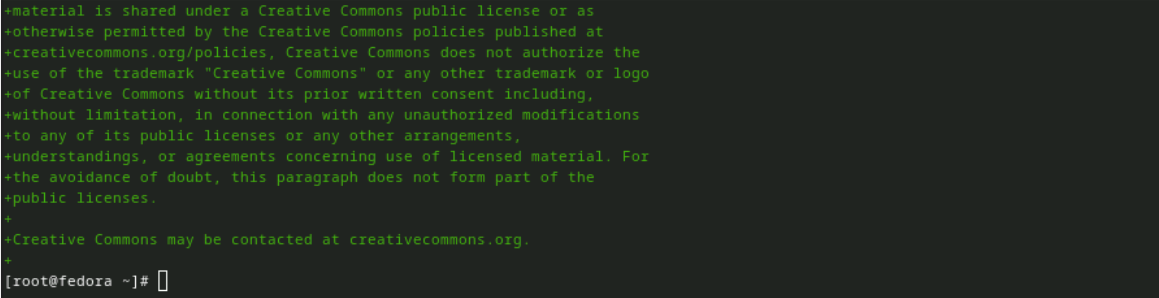 +material is shared under a Creative Commons public license or as
+otherwise permitted by the Creative Commons policies published at
+creativecommons.org/policies, Creative Commons does not authorize the
+use of the trademark "Creative Commons" or any other trademark or logo
+of Creative Commons without its prior written consent including,
+without limitation, in connection with any unauthorized modifications
+to any of its public licenses or any other arrangements,
+understandings, or agreements concerning use of licensed material. For
+the avoidance of doubt, this paragraph does not form part of the
+public licenses.
+
+Creative Commons may be contacted at creativecommons.org.
+
[root@fedora ~]#